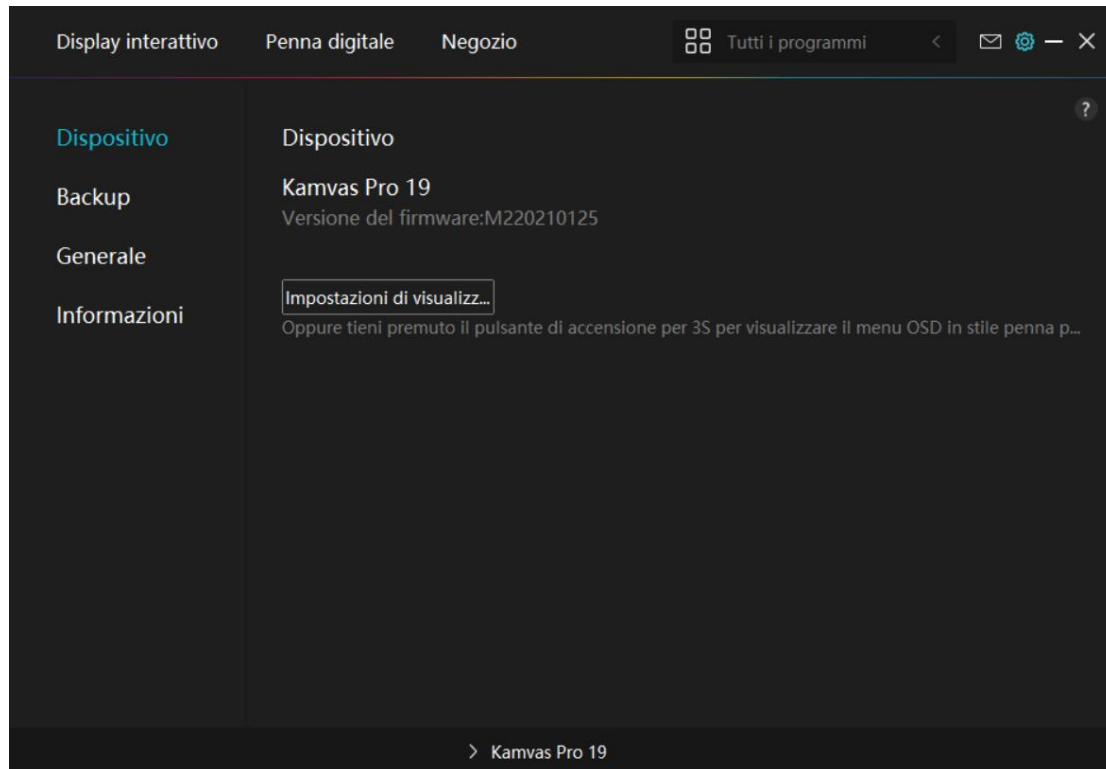 Display interattivo Penna digitale Negozio Tutti i programmi
?
Dispositivo
Backup
Generale
Informazioni
Dispositivo
Kamvas Pro 19
Versione del firmware:M220210125
Impostazioni di visualizz...
Oppure tieni premuto il pulsante di accensione per 3S per visualizzare il menu OSD in stile penna p...
Kamvas Pro 19